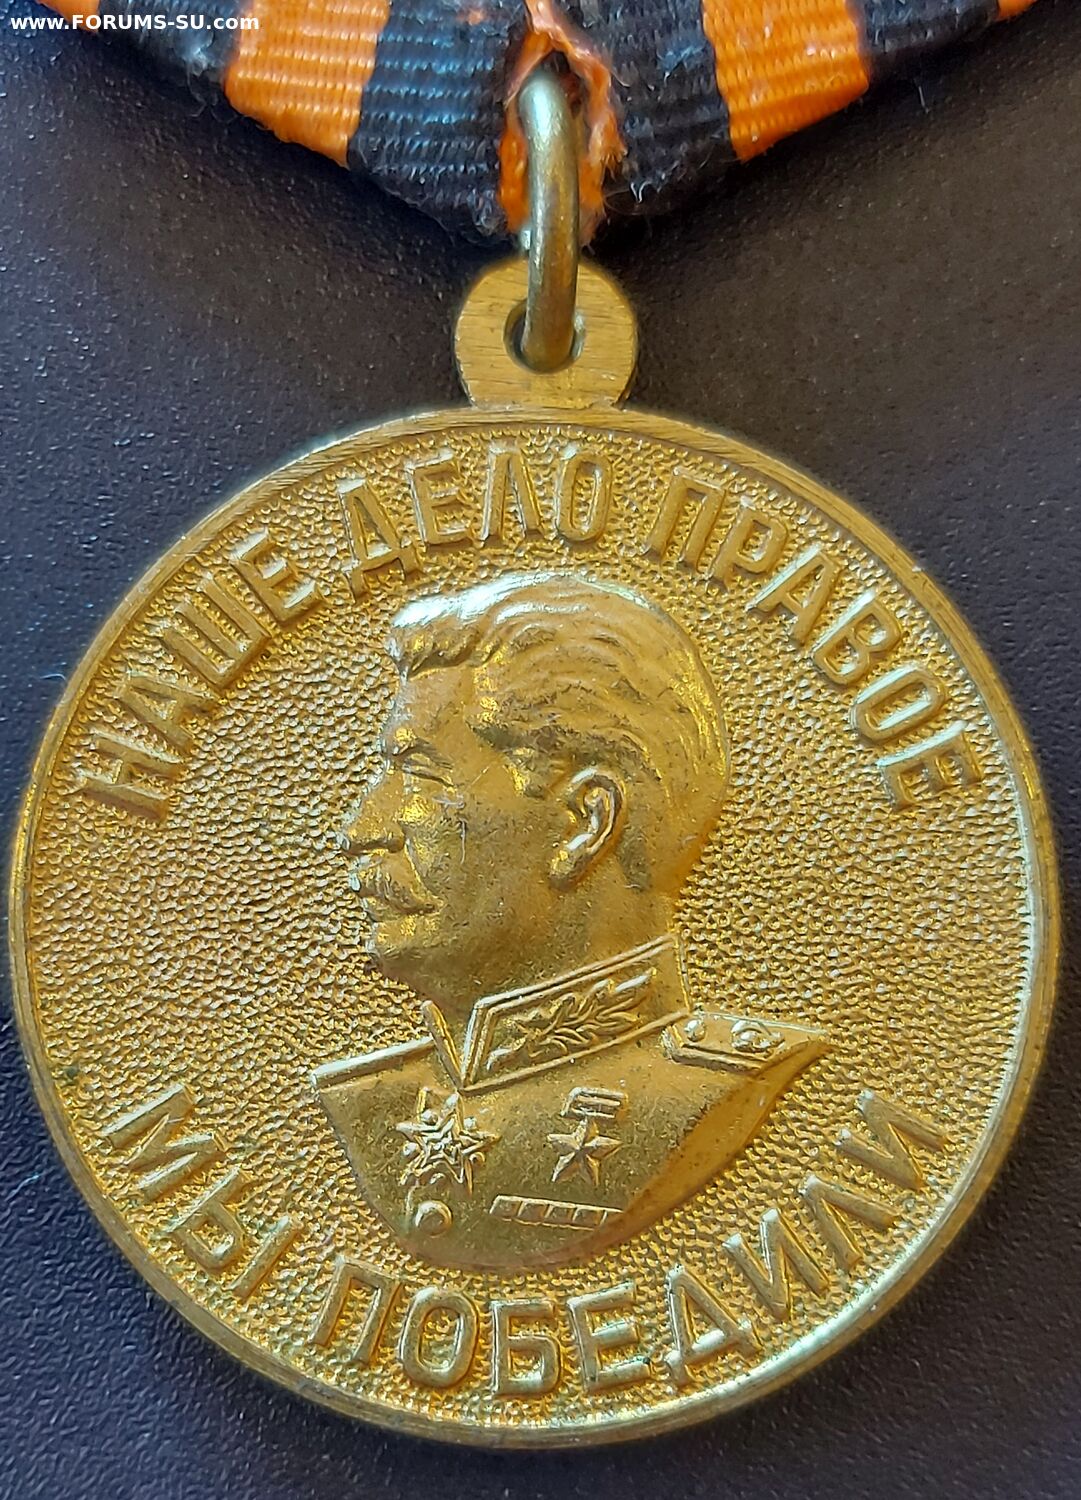 www.FORUMS-SU.com
НАШЕ ДЕЛО ПРАВОЕ
МЫ ПОБЕДИЛИ